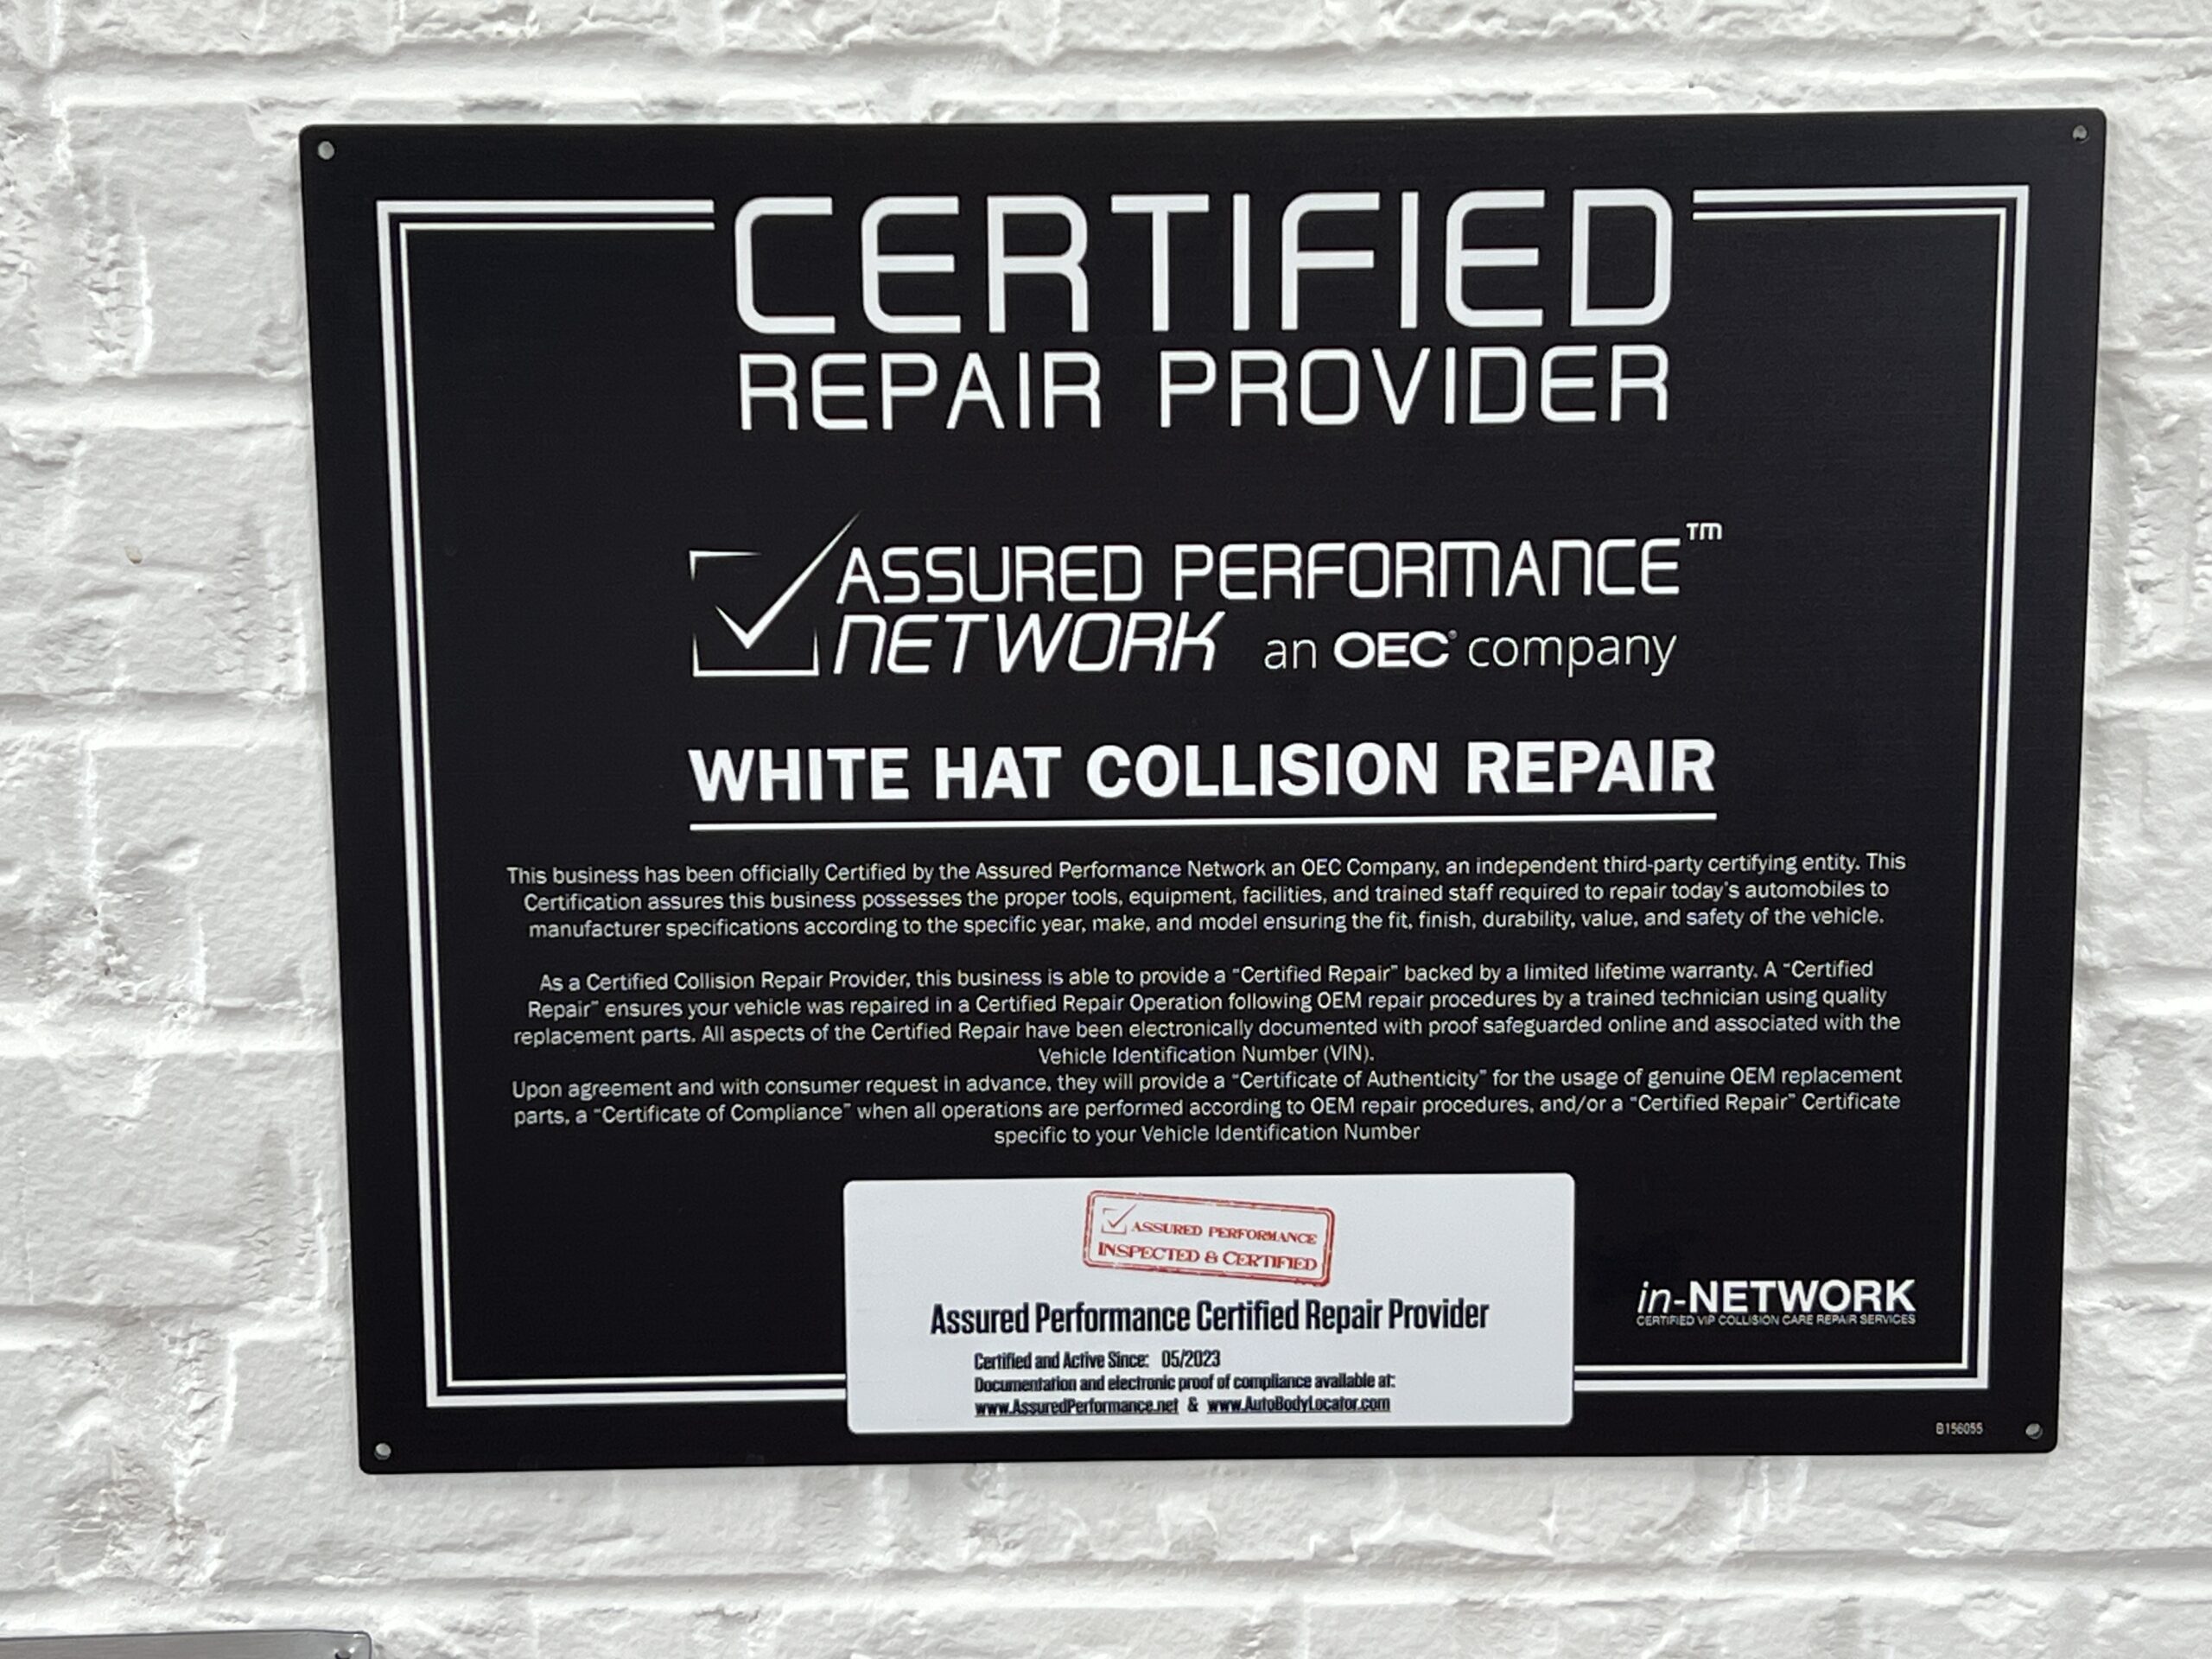 CERTIFIED
REPAIR PROVIDER
ASSURED PERFORMANCE™
NETWORK an OEC® company
WHITE HAT COLLISION REPAIR
This business has been officially Certified by the Assured Performance Network an OEC Company, an independent third-party certifying entity. This
Certification assures this business possesses the proper tools, equipment, facilities, and trained staff required to repair today's automobiles to
manufacturer specifications according to the specific year, make, and model ensuring the fit, finish, durability, value, and safety of the vehicle.
As a Certified Collision Repair Provider, this business is able to provide a "Certified Repair" backed by a limited lifetime warranty. A "Certified
Repair" ensures your vehicle was repaired in a Certified Repair Operation following OEM repair procedures by a trained technician using quality
replacement parts. All aspects of the Certified Repair have been electronically documented with proof safeguarded online and associated with the
Vehicle Identification Number (VIN).
Upon agreement and with consumer request in advance, they will provide a "Certificate of Authenticity" for the usage of genuine OEM replacement
parts, a "Certificate of Compliance" when all operations are performed according to OEM repair procedures, and/or a "Certified Repair" Certificate
specific to your Vehicle Identification Number
ASSURED PERFORMANCE
INSPECTED & CERTIFIED
Assured Performance Certified Repair Provider
Certified and Active Since: 05/2023
Documentation and electronic proof of compliance available at:
www.AssuredPerformance.net & www.AutoBodyLocator.com
in-NETWORK
CERTIFIED VIP COLLISION CARE REPAIR SERVICES
B156055